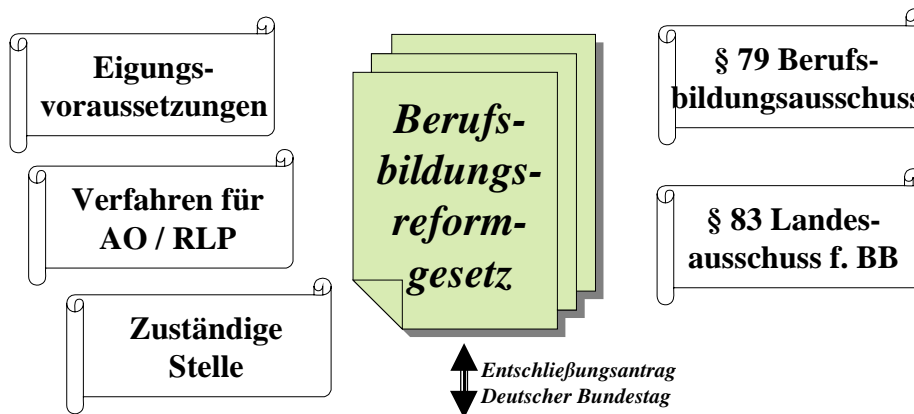 Eigungs-
voraussetzungen
Verfahren für
AO / RLP
Zuständige
Stelle
Berufs-
bildungs-
reform-
gesetz
Entschließungsantrag
Deutscher Bundestag
§ 79 Berufs-
bildungsausschuss
§ 83 Landes-
ausschuss f. BB